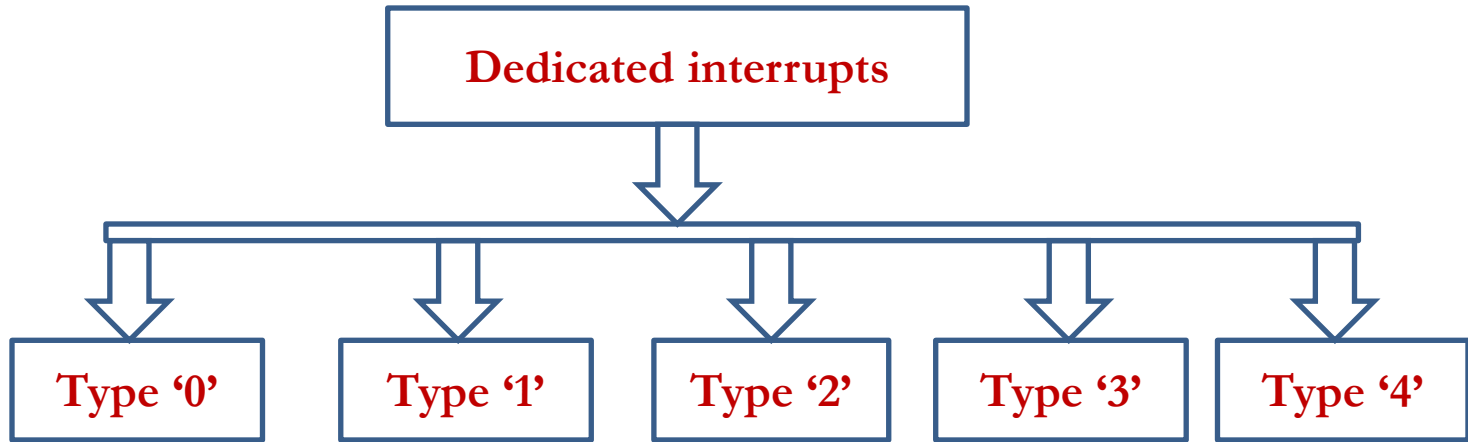 Dedicated interrupts
Type ‘0’
Type ‘1’
Type ‘2’
Type ‘3’
Type ‘4’